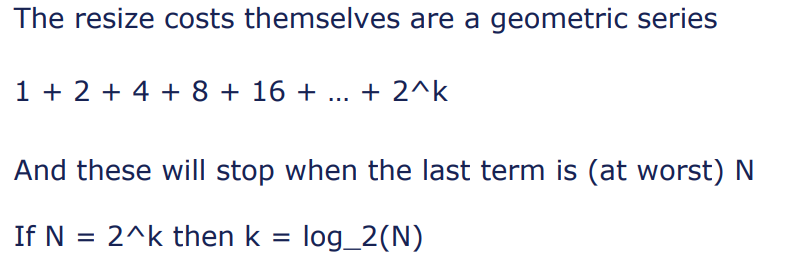 The resize costs themselves are a geometric series
1 + 2 + 4 + 8 + 16 + … + 2^k
And these will stop when the last term is (at worst) N
If N = 2^k then k = log_2(N)